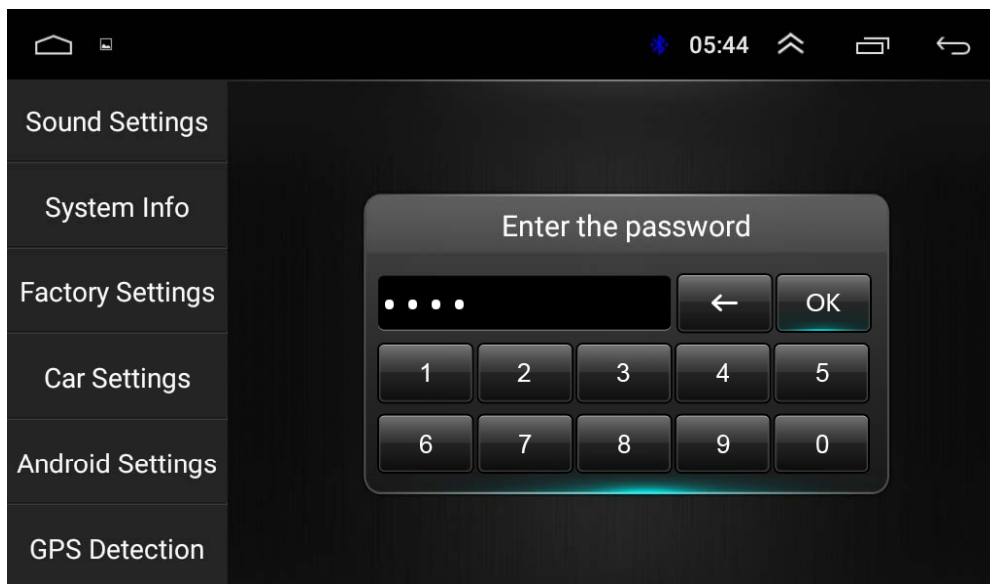 05:44
Sound Settings
System Info
Factory Settings
Car Settings
Android Settings
GPS Detection
Enter the password
OK
1 2 3 4 5
6 7 8 9 0